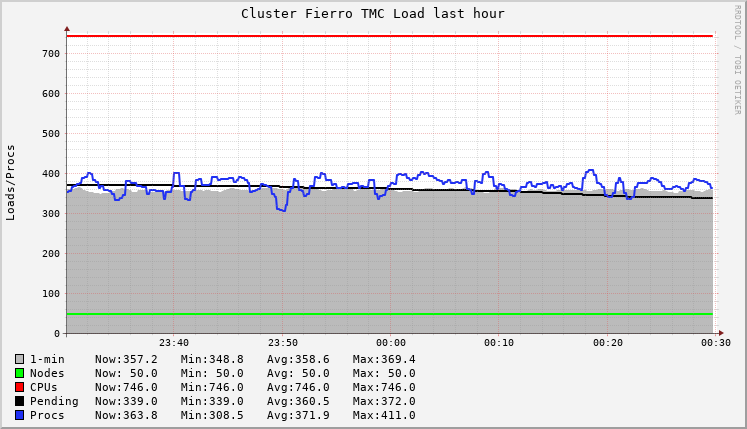 Cluster Fierro TMC Load last hour
RRDTOOL / TOBI OETIKER
Loads/Procs
700
600
500
400
300
200
100
0
23:40 23:50 00:00 00:10 00:20 00:30
1-min Now:357.2 Min:348.8 Avg:358.6 Max:369.4
Nodes Now: 50.0 Min: 50.0 Avg: 50.0 Max: 50.0
CPUs Now:746.0 Min:746.0 Avg:746.0 Max:746.0
Pending Now:339.0 Min:339.0 Avg:360.5 Max:372.0
Procs Now:363.8 Min:308.5 Avg:371.9 Max:411.0